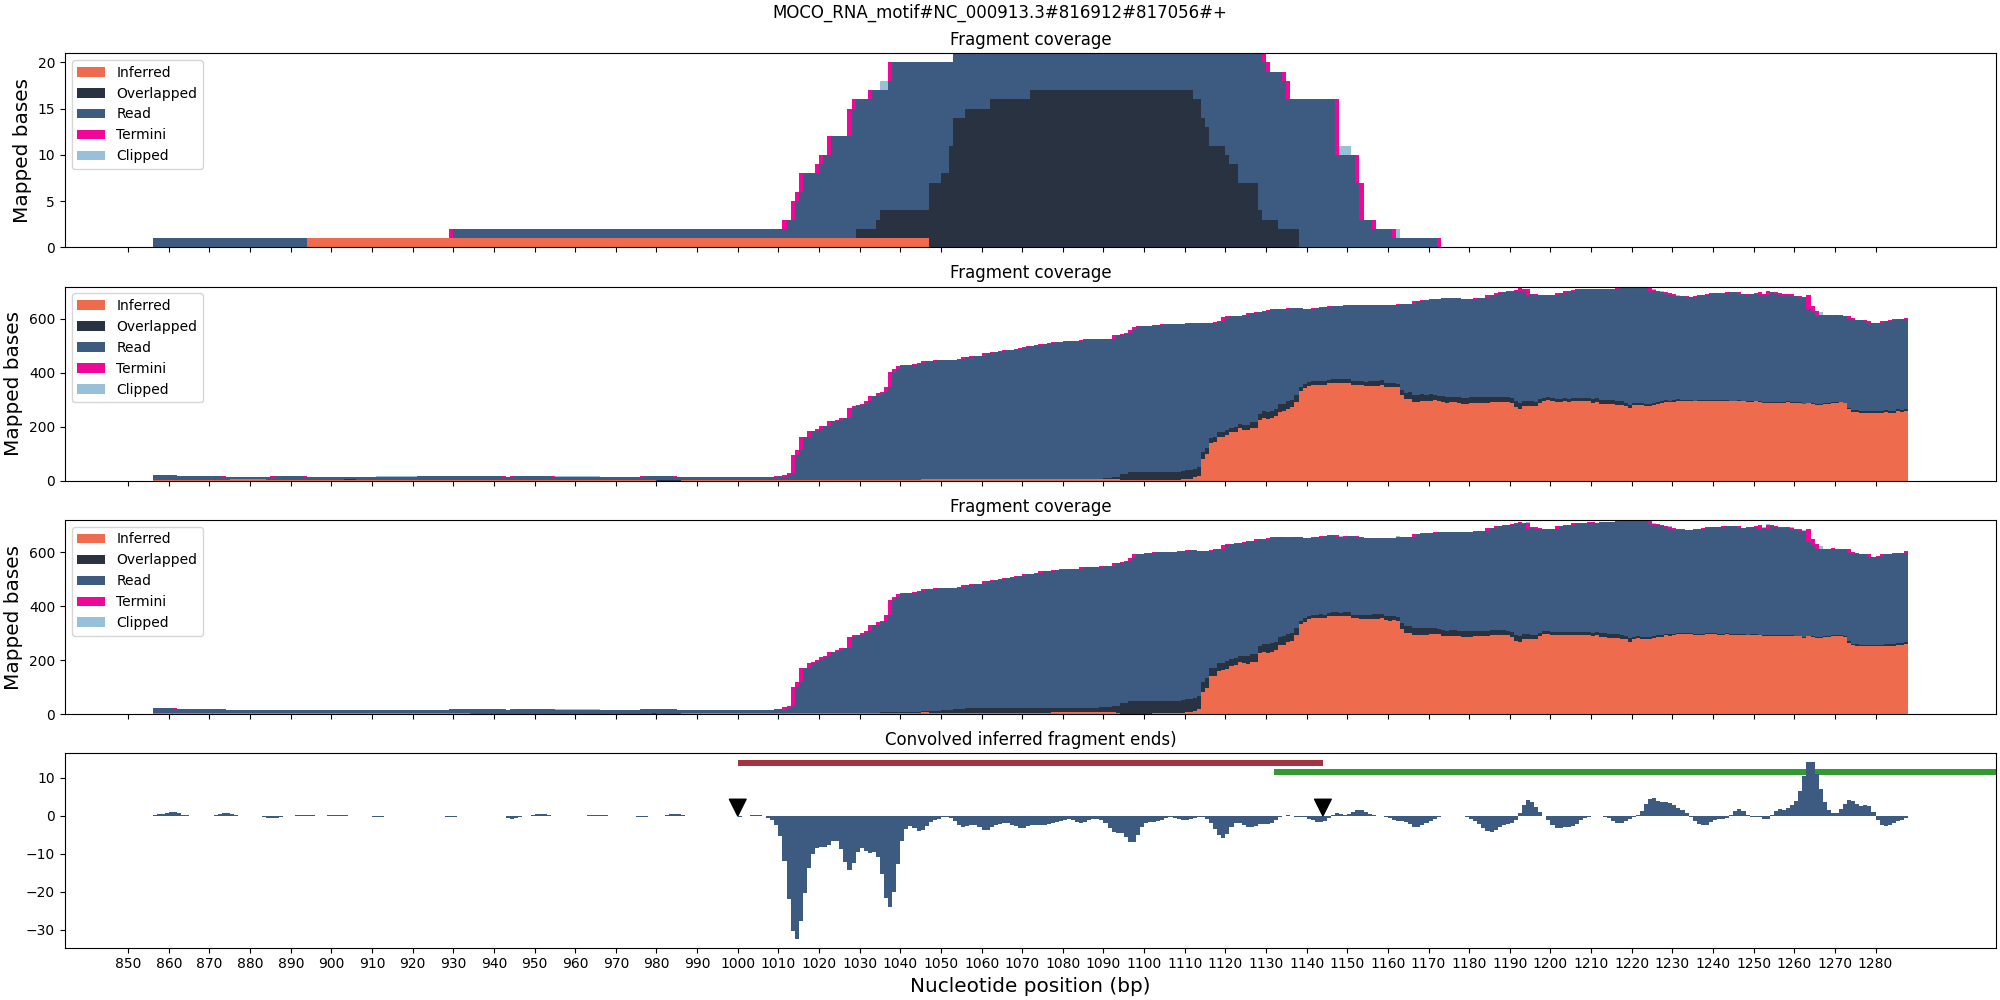 MOCO_RNA_motif#NC_000913.3#816912#817056#+
Fragment coverage
Mapped bases
20
15
10
5
0
Inferred
Overlapped
Read
Termini
Clipped
Fragment coverage
Mapped bases
600
400
200
0
Inferred
Overlapped
Read
Termini
Clipped
Fragment coverage
Mapped bases
600
400
200
0
Inferred
Overlapped
Read
Termini
Clipped
Convolved inferred fragment ends)
10
0
−10
−20
−30
850 860 870 880 890 900 910 920 930 940 950 960 970 980 990 1000 1010 1020 1030 1040 1050 1060 1070 1080 1090 1100 1110 1120 1130 1140 1150 1160 1170 1180 1190 1200 1210 1220 1230 1240 1250 1260 1270 1280
Nucleotide position (bp)